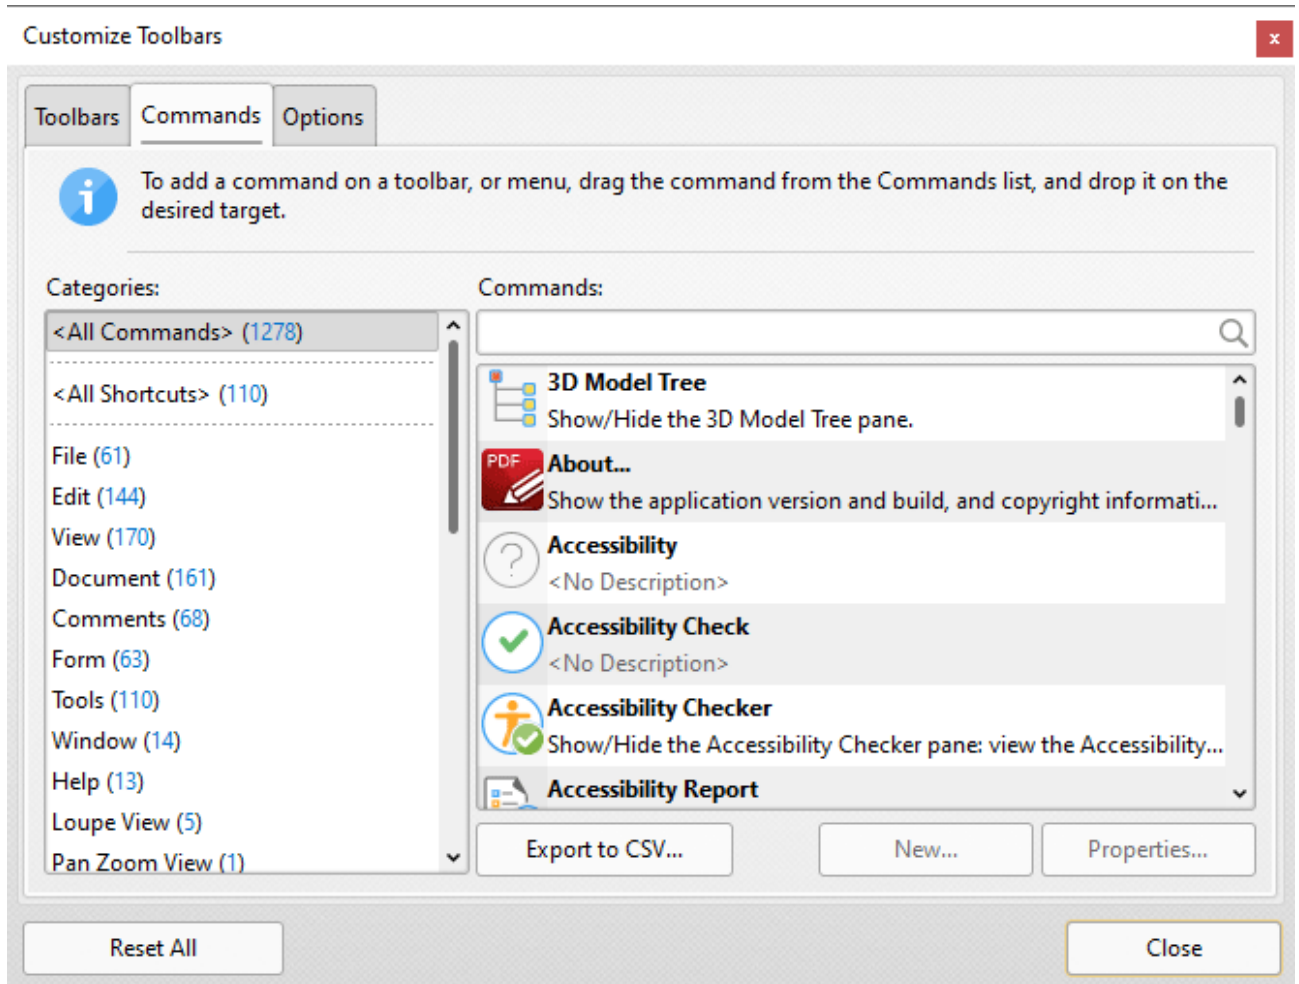 Customize Toolbars
x
Toolbars
Commands
Options
To add a command on a toolbar, or menu, drag the command from the Commands list, and drop it on the
desired target.
Categories:
<All Commands> (1278)
<All Shortcuts> (110)
File (61)
Edit (144)
View (170)
Document (161)
Comments (68)
Form (63)
Tools (110)
Window (14)
Help (13)
Loupe View (5)
Pan Zoom View (1)
Commands:
3D Model Tree
Show/Hide the 3D Model Tree pane.
PDF
About...
Show the application version and build, and copyright informati...
Accessibility
<No Description>
Accessibility Check
<No Description>
Accessibility Checker
Show/Hide the Accessibility Checker pane: view the Accessibility...
Accessibility Report
Export to CSV...
New...
Properties...
Reset All
Close